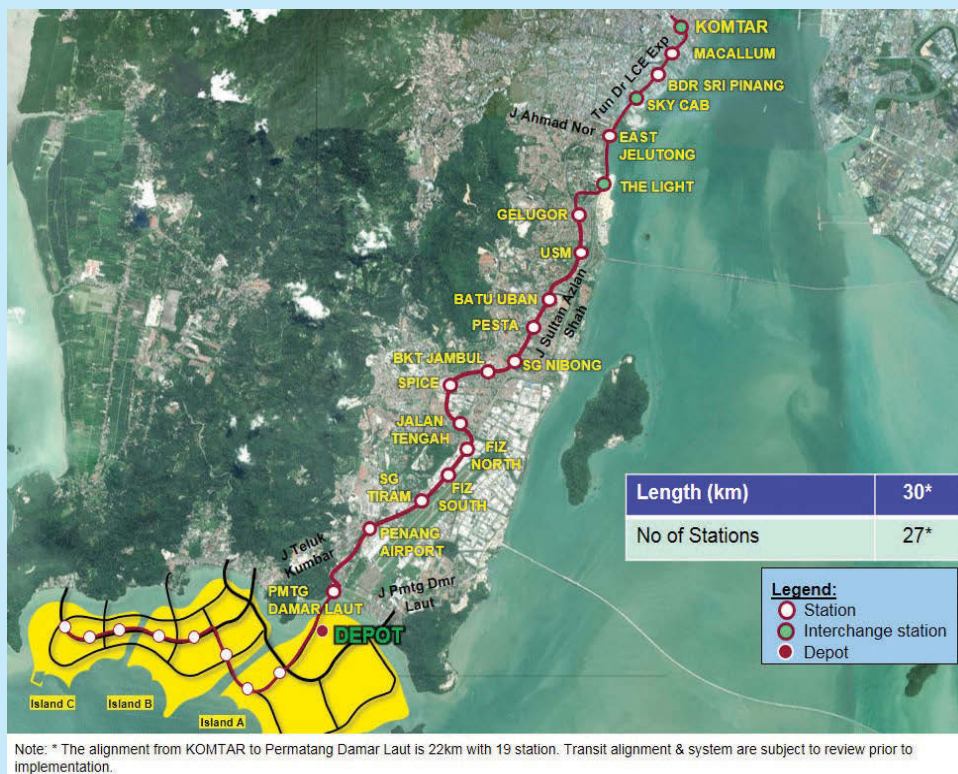 KOMTAR
MACALLUM
Tun Dr LCE Exp
BDR SRI PINANG
SKY CAB
J Ahmad Nor
EAST
JELUTONG
THE LIGHT
GELUGOR
USM
BATU UBAN
J Sultan Azlan
Shah
PESTA
BKT JAMBUL
SG NIBONG
SPICE
JALAN
TENGAH
FIZ
NORTH
SG
TIRAM
FIZ
SOUTH
Length (km) 30*
No of Stations 27*
PENANG
AIRPORT
J Teluk
Kumbar
PMTG
DAMAR LAUT
J Pmtg Dmr
Laut
DEPOT
Legend:
Station
Interchange station
Depot
Island C
Island B
Island A
Note: * The alignment from KOMTAR to Permatang Damar Laut is 22km with 19 station. Transit alignment & system are subject to review prior to
implementation.